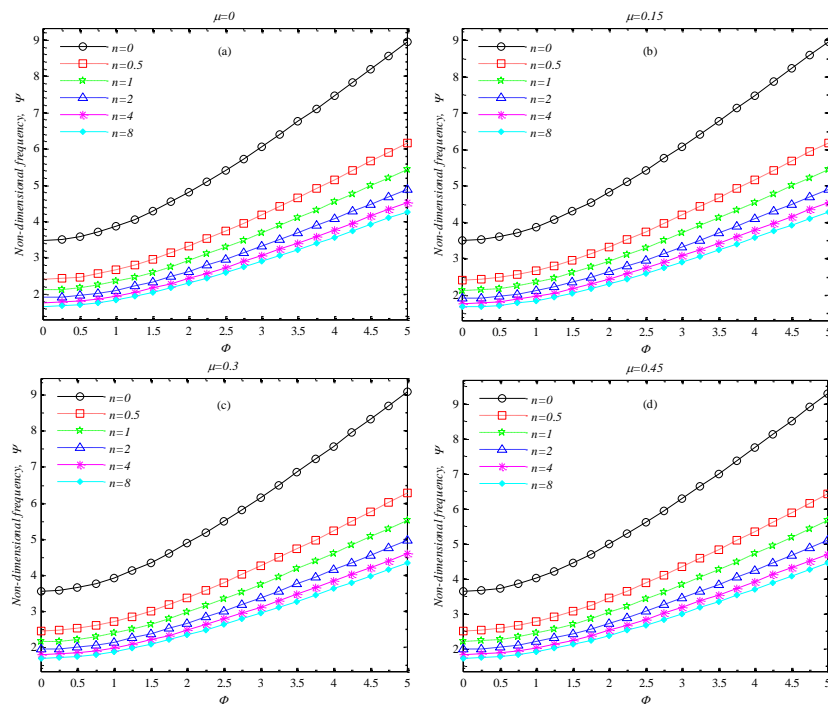 μ=0
Non-dimensional frequency, Ψ
9
8
7
6
5
4
3
2
(a)
n=0
n=0.5
n=1
n=2
n=4
n=8
0 0.5 1.0 1.5 2.0 2.5 3.0 3.5 4 4.5 5
Φ
μ=0.15
Non-dimensional frequency, Ψ
9
8
7
6
5
4
3
2
(b)
n=0
n=0.5
n=1
n=2
n=4
n=8
0 0.5 1.0 1.5 2.0 2.5 3.0 3.5 4 4.5 5
Φ
μ=0.3
Non-dimensional frequency, Ψ
9
8
7
6
5
4
3
2
(c)
n=0
n=0.5
n=1
n=2
n=4
n=8
0 0.5 1 1.5 2 2.5 3 3.5 4 4.5 5
Φ
μ=0.45
Non-dimensional frequency, Ψ
9
8
7
6
5
4
3
2
(d)
n=0
n=0.5
n=1
n=2
n=4
n=8
0 0.5 1 1.5 2 2.5 3 3.5 4 4.5 5
Φ